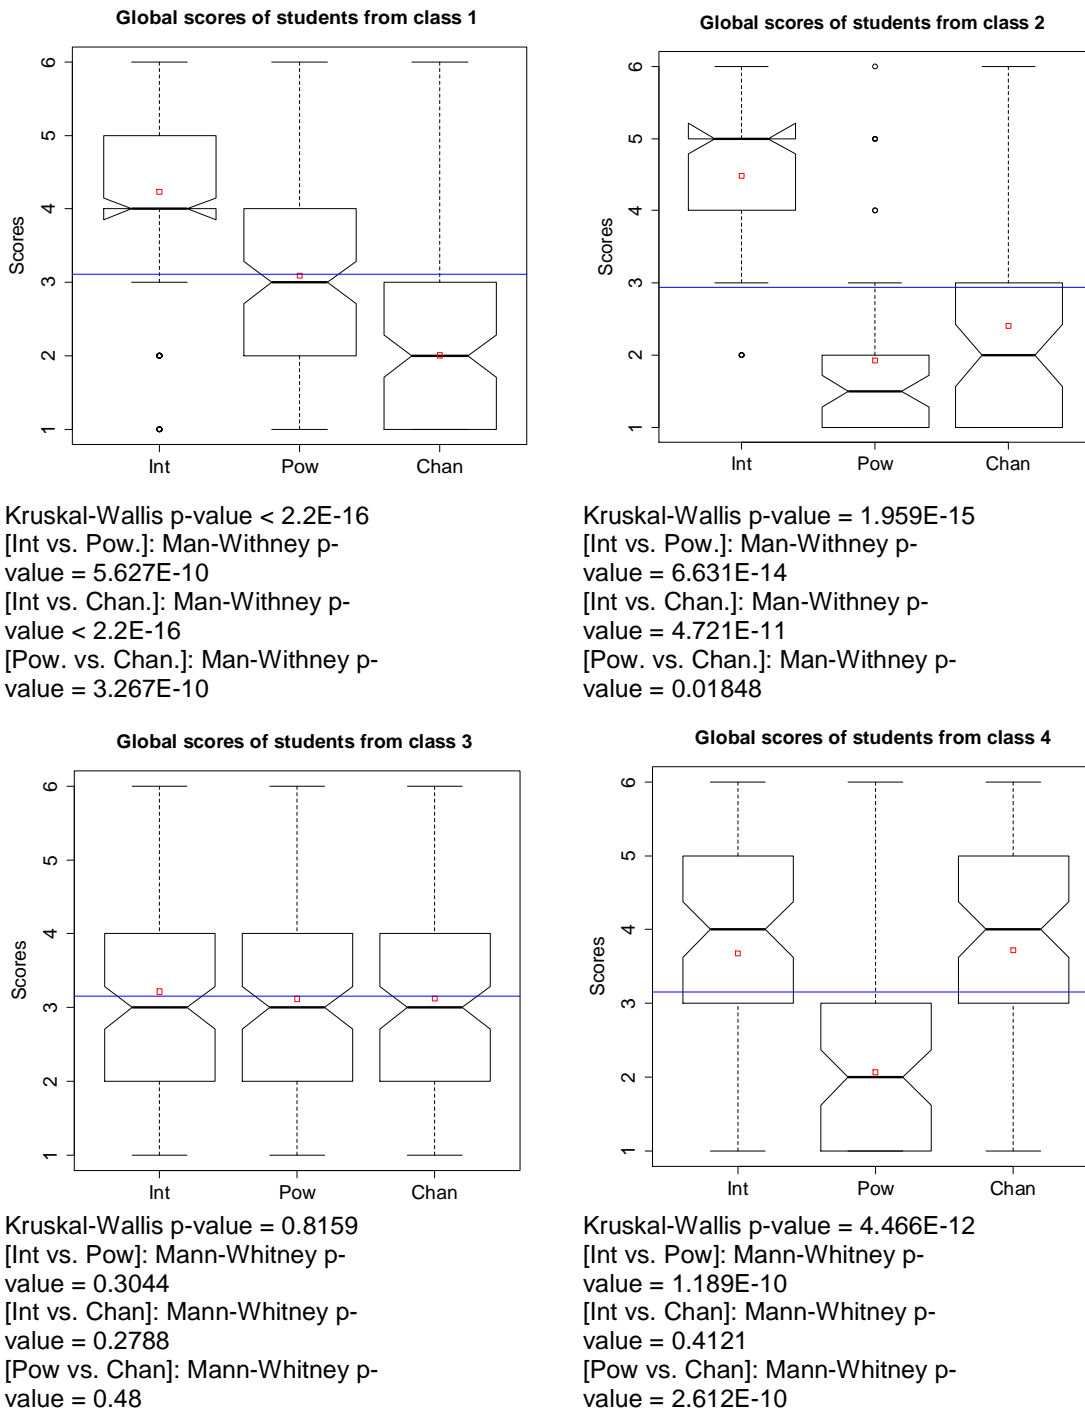 Global scores of students from class 1
Scores
6
5
4
3
2
1
Int Pow Chan
Kruskal-Wallis p-value < 2.2E-16
[Int vs. Pow.]: Man-Withney p-
value = 5.627E-10
[Int vs. Chan.]: Man-Withney p-
value < 2.2E-16
[Pow. vs. Chan.]: Man-Withney p-
value = 3.267E-10
Global scores of students from class 2
Scores
6
5
4
3
2
1
Int Pow Chan
Kruskal-Wallis p-value = 1.959E-15
[Int vs. Pow.]: Man-Withney p-
value = 6.631E-14
[Int vs. Chan.]: Man-Withney p-
value = 4.721E-11
[Pow. vs. Chan.]: Man-Withney p-
value = 0.01848
Global scores of students from class 3
Scores
6
5
4
3
2
1
Int Pow Chan
Kruskal-Wallis p-value = 0.8159
[Int vs. Pow]: Mann-Whitney p-
value = 0.3044
[Int vs. Chan]: Mann-Whitney p-
value = 0.2788
[Pow vs. Chan]: Mann-Whitney p-
value = 0.48
Global scores of students from class 4
Scores
6
5
4
3
2
1
Int Pow Chan
Kruskal-Wallis p-value = 4.466E-12
[Int vs. Pow]: Mann-Whitney p-
value = 1.189E-10
[Int vs. Chan]: Mann-Whitney p-
value = 0.4121
[Pow vs. Chan]: Mann-Whitney p-
value = 2.612E-10